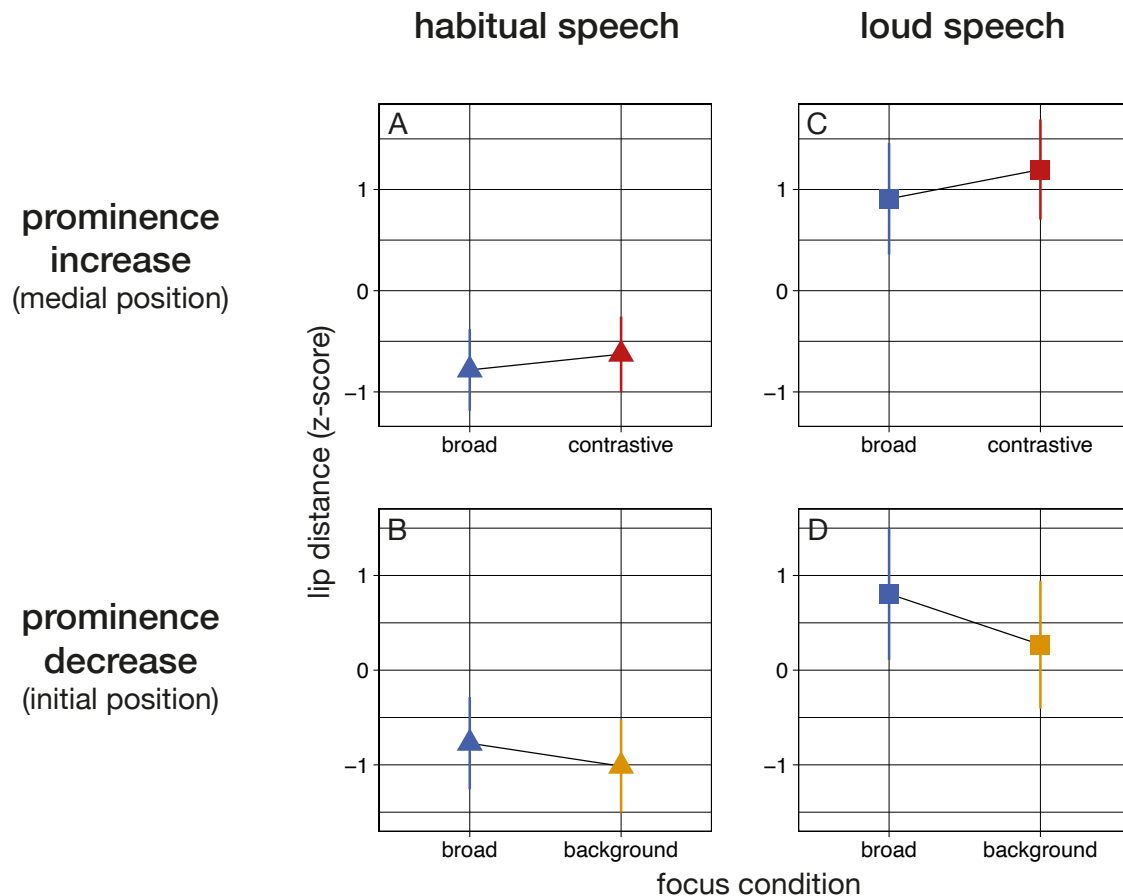 habitual speech
loud speech
prominence
increase
(medial position)
A
1
0
−1
broad
contrastive
C
1
0
−1
broad
contrastive
lip distance (z-score)
prominence
decrease
(initial position)
B
1
0
−1
broad
background
D
1
0
−1
broad
background
focus condition